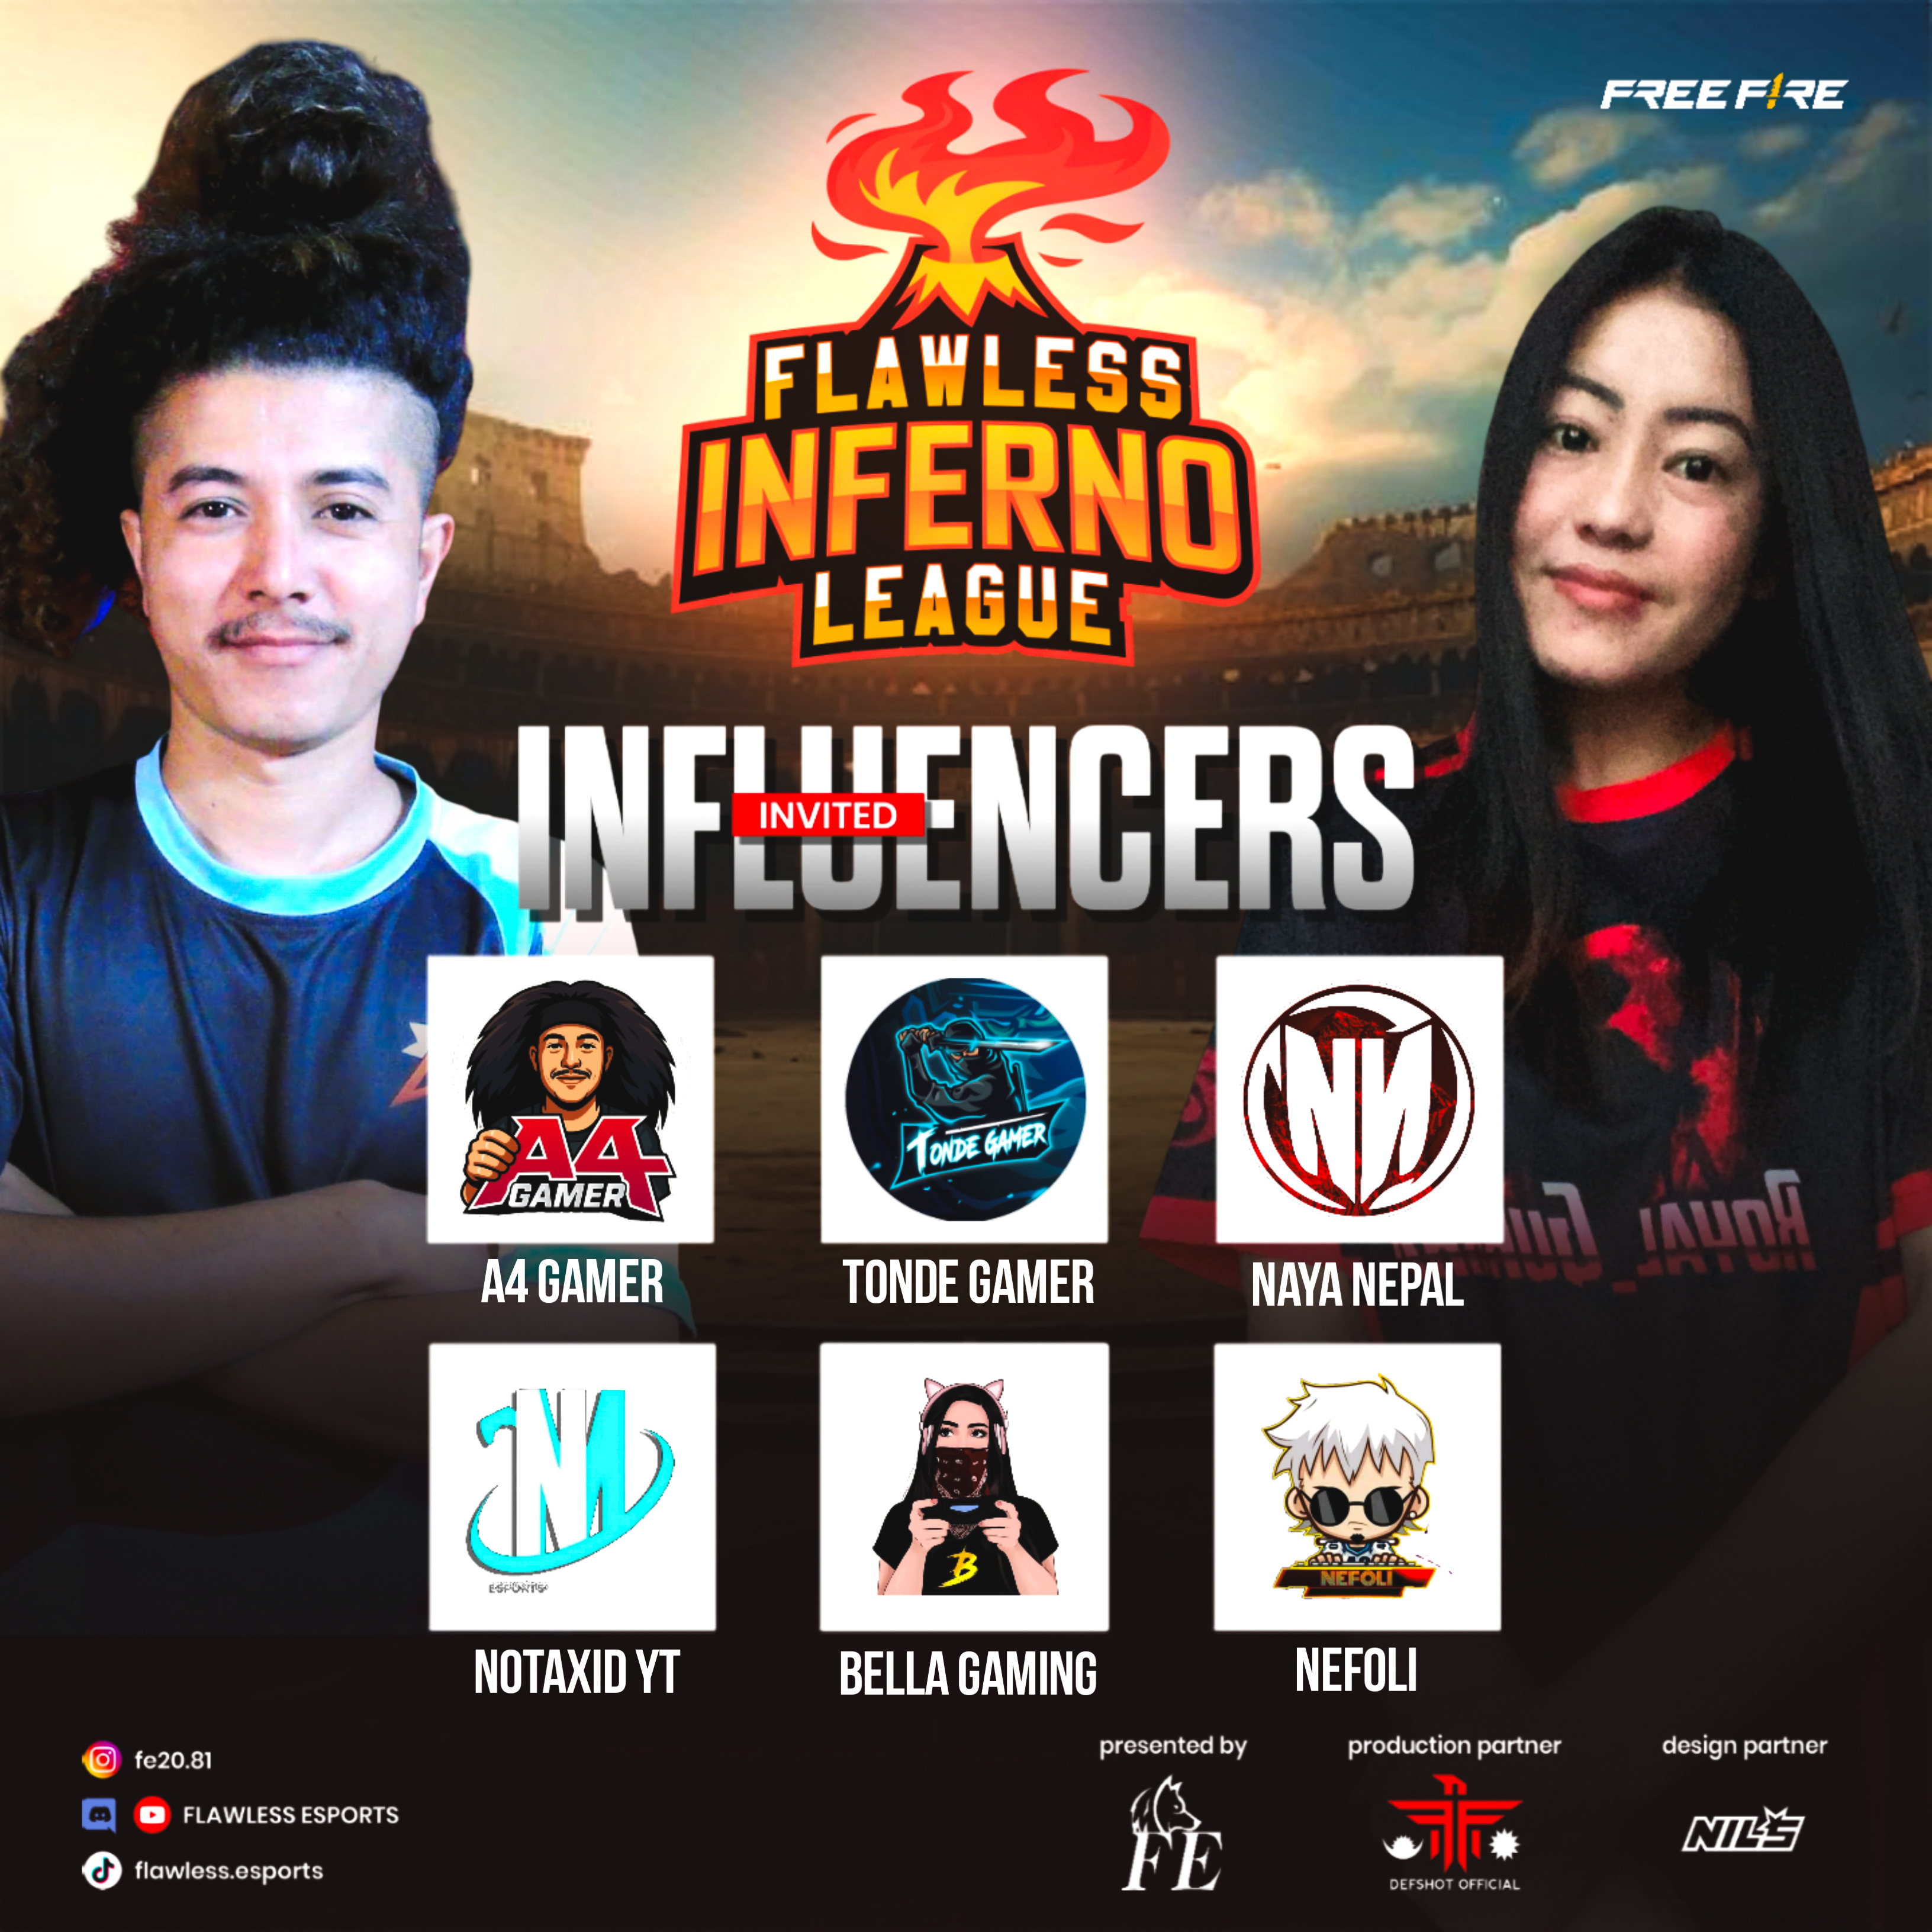 FREE FIRE
FLAWLESS
INFERNO
LEAGUE
INFLUENCERS
INVITED
A4
GAMER
TONDE GAMER
NN
A4 GAMER
TONDE GAMER
NAYA NEPAL
ESPORTS
B
NEFOLI
NOTAXID YT
BELLA GAMING
NEFOLI
fe20.81
FLAWLESS ESPORTS
flawless.esports
presented by
FE
production partner
DEFSHOT OFFICIAL
design partner
NILS